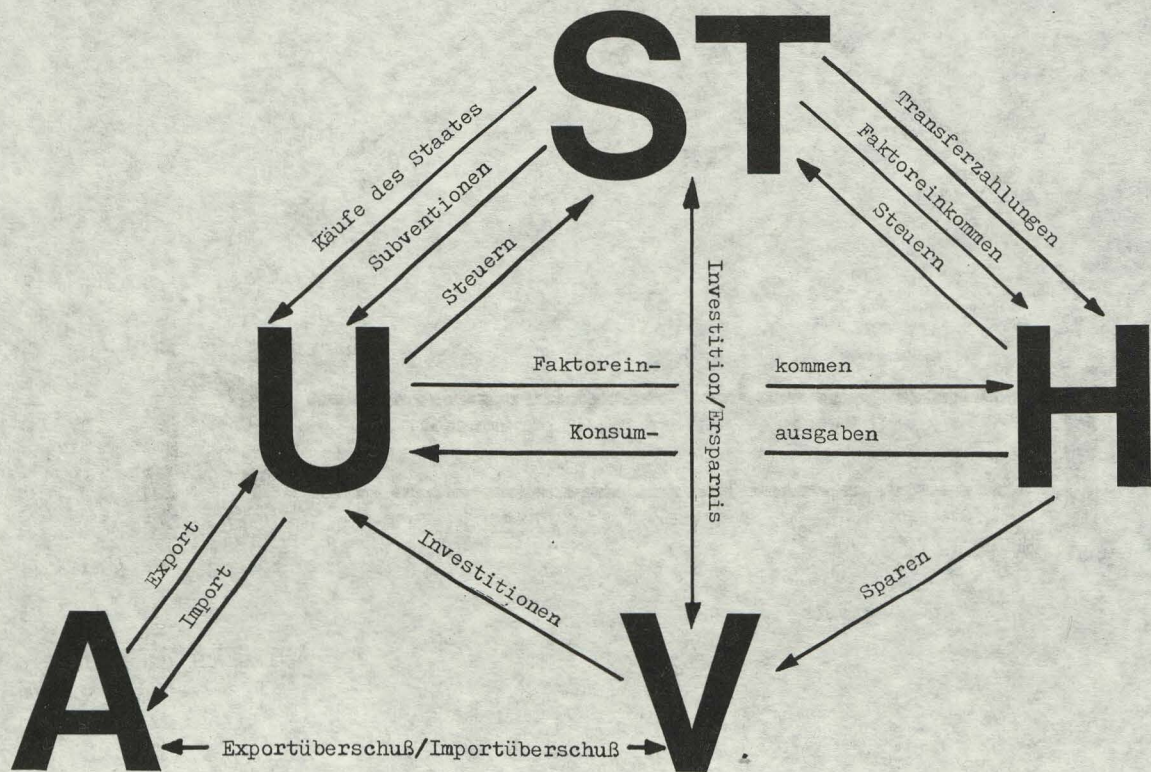 ST
Käufe des Staates
Subventionen
Steuern
Transferzahlungen
Faktoreinkommen
Steuern
Investition/Ersparnis
U
H
Faktorein- kommen
Konsum- ausgaben
Export
Import
Investitionen
Sparen
A
V
Exportüberschuß/Importüberschuß